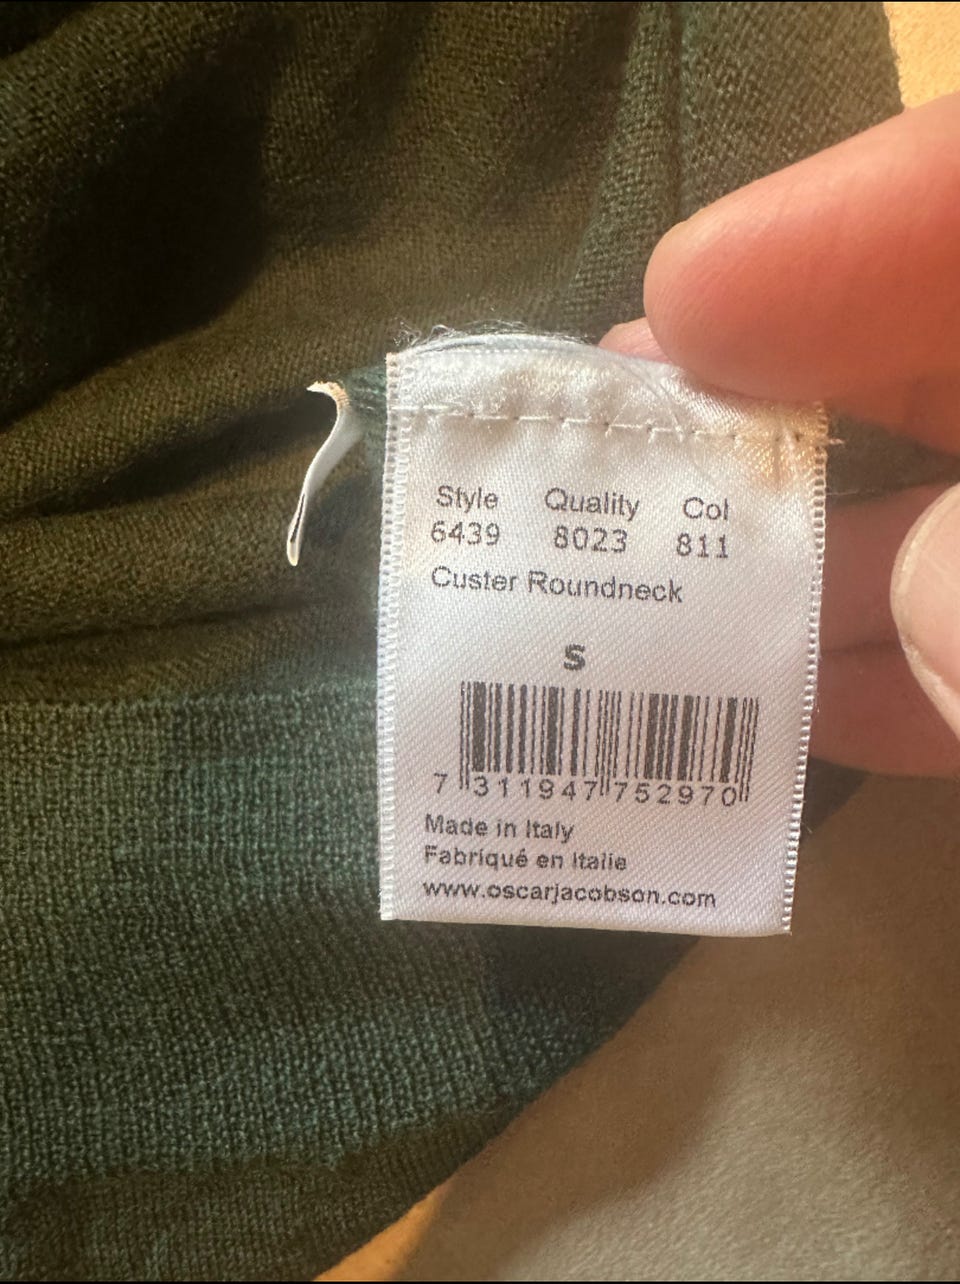 Style Quality Col
6439 8023 811
Custer Roundneck
S
7 311947 752970
Made in Italy
Fabriqué en Italie
www.oscarjacobson.com